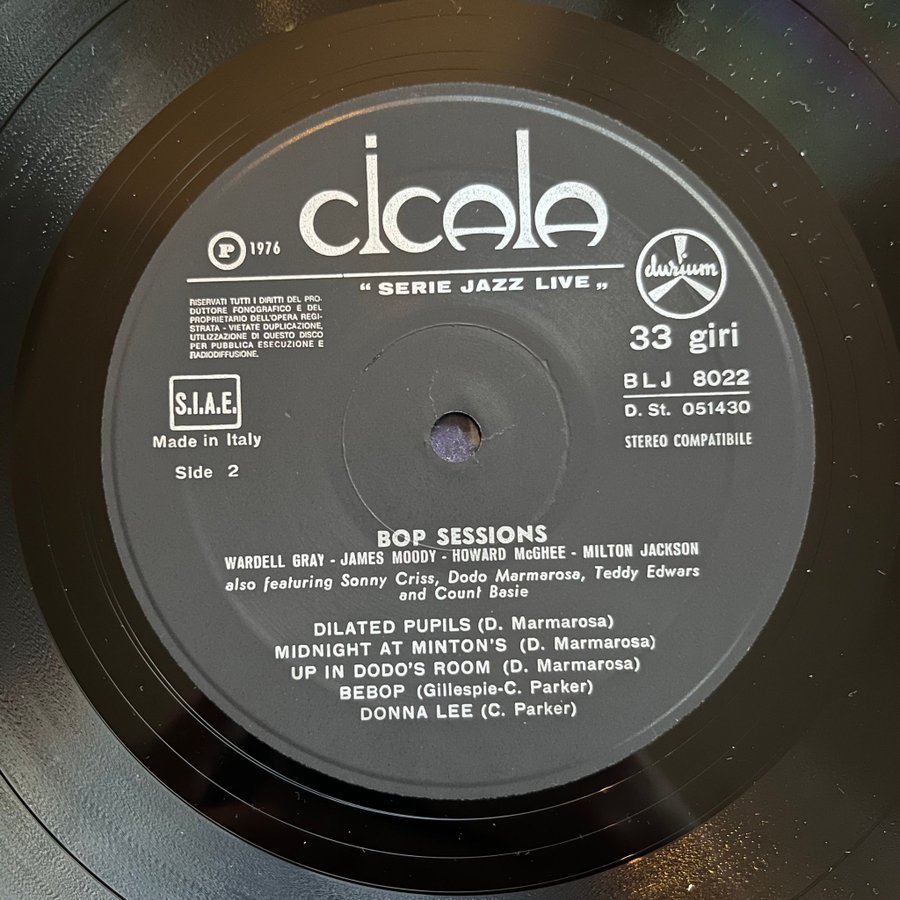 cicala
P 1976
"SERIE JAZZ LIVE„
durium
RISERVATI TUTTI I DIRITTI DEL PRO-
DUTTORE FONOGRAFICO E DEL
PROPRIETARIO DELL'OPERA REGI-
STRATA - VIETATE DUPLICAZIONE,
UTILIZZAZIONE DI QUESTO DISCO
PER PUBBLICA ESECUZIONE E
RADIODIFFUSIONE.
33 giri
BLJ 8022
D. St. 051430
STEREO COMPATIBILE
S.I.A.E.
Made in Italy
Side 2
BOP SESSIONS
WARDELL GRAY - JAMES MOODY - HOWARD McGHEE - MILTON JACKSON
also featuring Sonny Criss, Dodo Marmarosa, Teddy Edwars
and Count Basie
DILATED PUPILS (D. Marmarosa)
MIDNIGHT AT MINTON'S (D. Marmarosa)
UP IN DODO'S ROOM (D. Marmarosa)
BEBOP (Gillespie-C. Parker)
DONNA LEE (C. Parker)